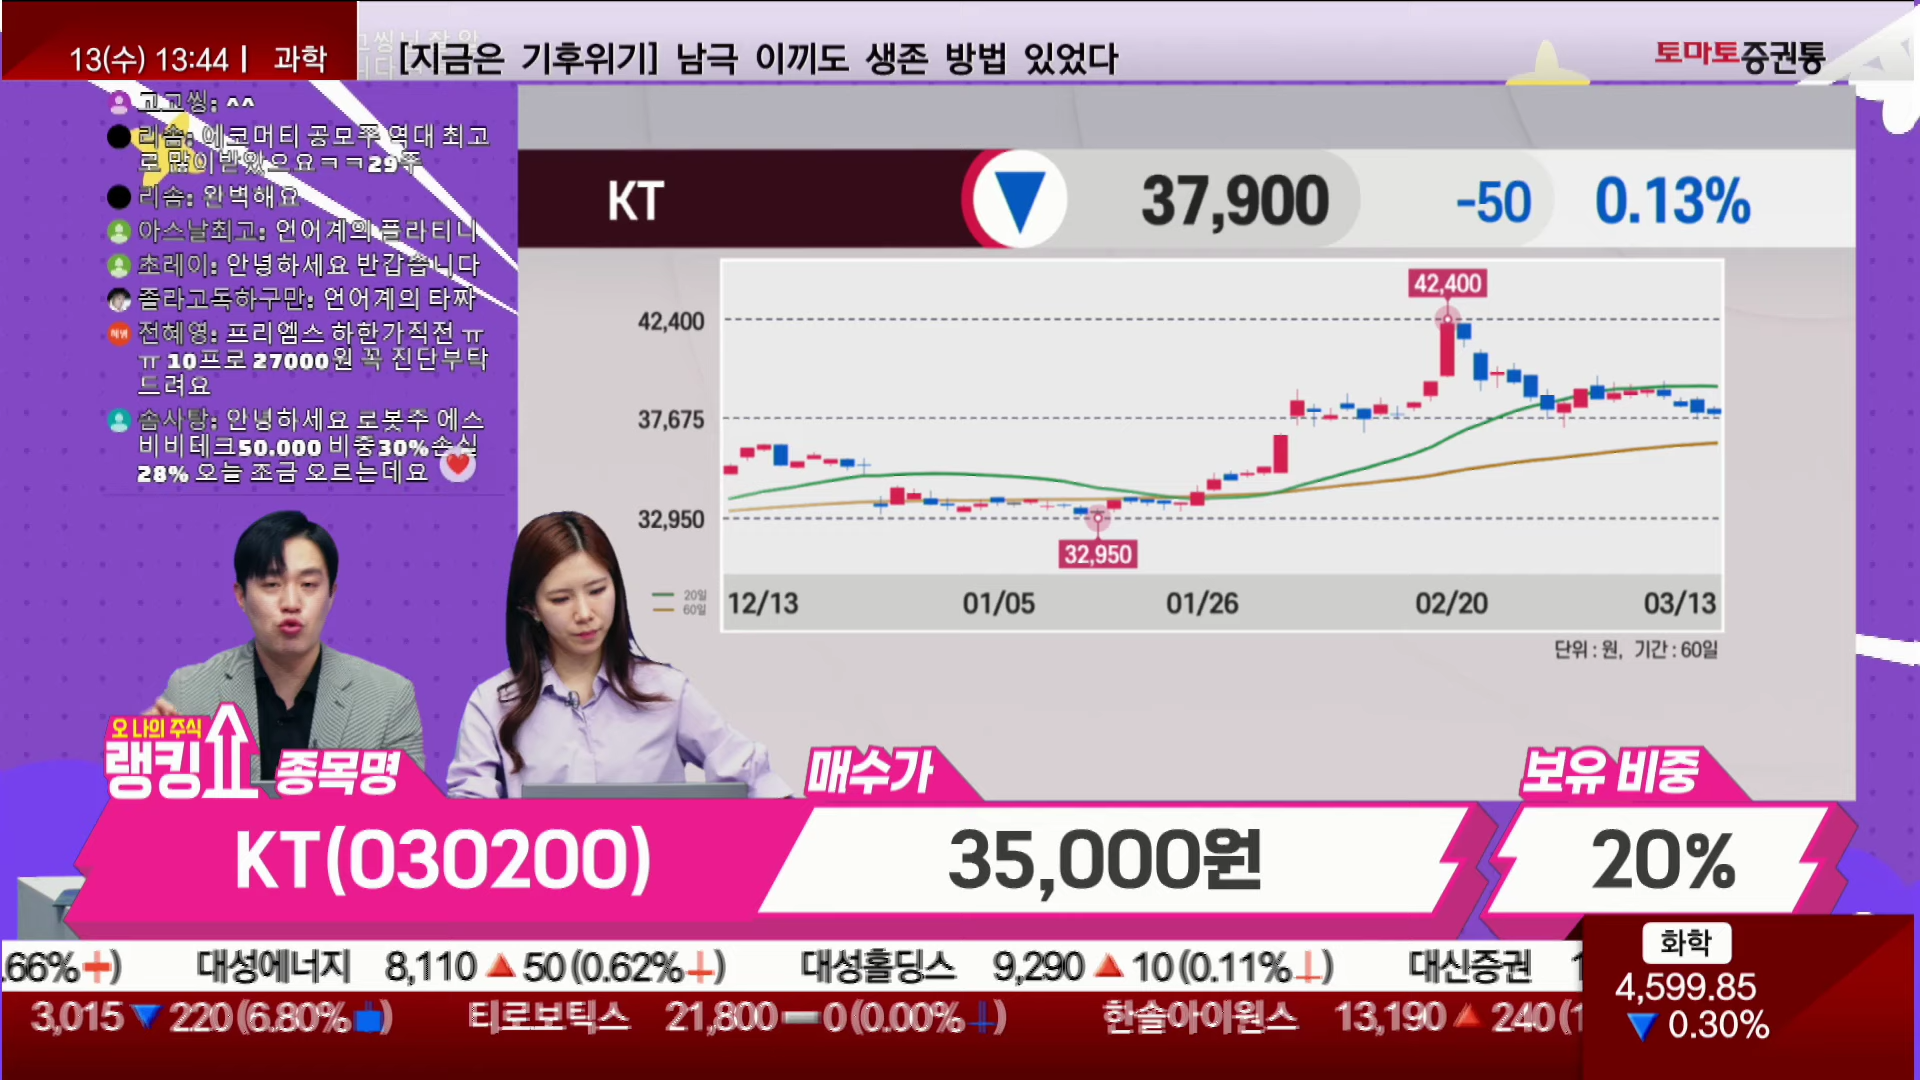 13(수) 13:44 | 과학
[지금은 기후위기] 남극 이끼도 생존 방법 있었다
토마토증권통
고고씽: ^^
리솜: 에코머티 공모주 역대 최고
로 많이받았으요ㅋㅋ29주
리솜: 완벽해요
아스날최고: 언어계의 플라티니
초레이: 안녕하세요 반갑습니다
졸라고독하구만: 언어계의 타짜
혜영
전혜영: 프리엠스 하한가직전 ㅠ
ㅠ 10프로 27000원 꼭 진단부탁
드려요
솜사탕: 안녕하세요 로봇주 에스
비비테크50.000 비중30%손실
28% 오늘 조금 오르는데요
KT
37,900
-50
0.13%
42,400
42,400
37,675
32,950
32,950
20일
60일
12/13
01/05
01/26
02/20
03/13
단위 : 원, 기간 : 60일
오 나의 주식
랭킹
종목명
매수가
보유 비중
KT(030200)
35,000원
20%
.66% ) 대성에너지 8,110 ▲ 50 (0.62% ) 대성홀딩스 9,290 ▲ 10 (0.11% ) 대신증권
3,015 ▼ 220 (6.80% ) 티로보틱스 21,800 0 (0.00% ) 한솔아이원스 13,190 ▲ 240 (1
화학
4,599.85
▼ 0.30%